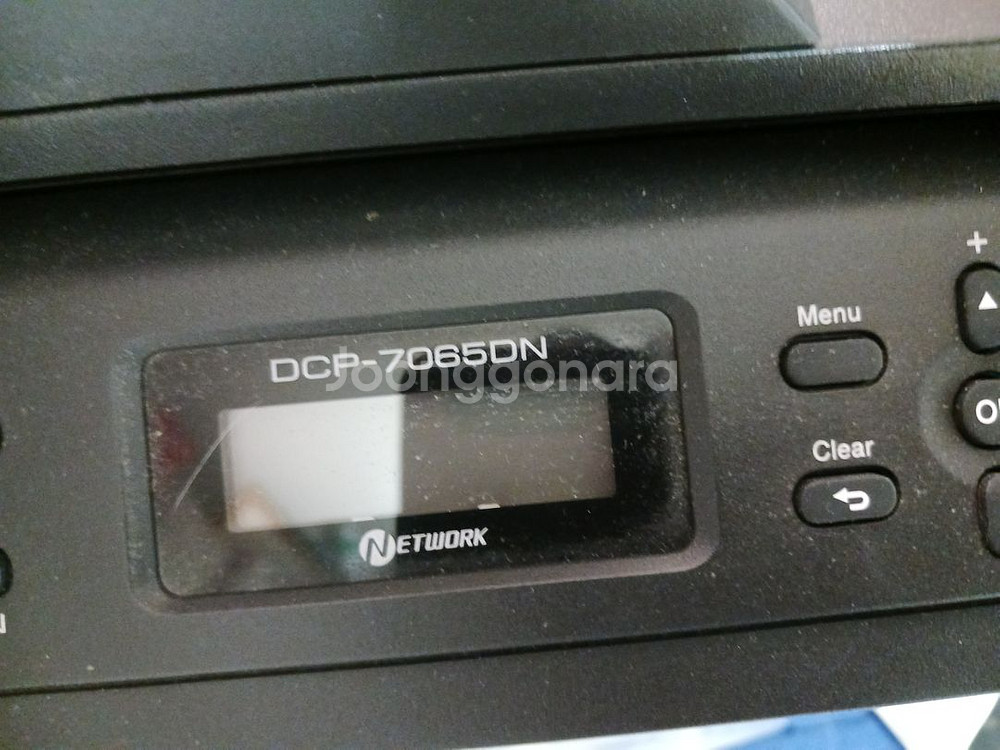 DCP-7065DN
Joonggonara
NETWORK
Menu
Clear
+